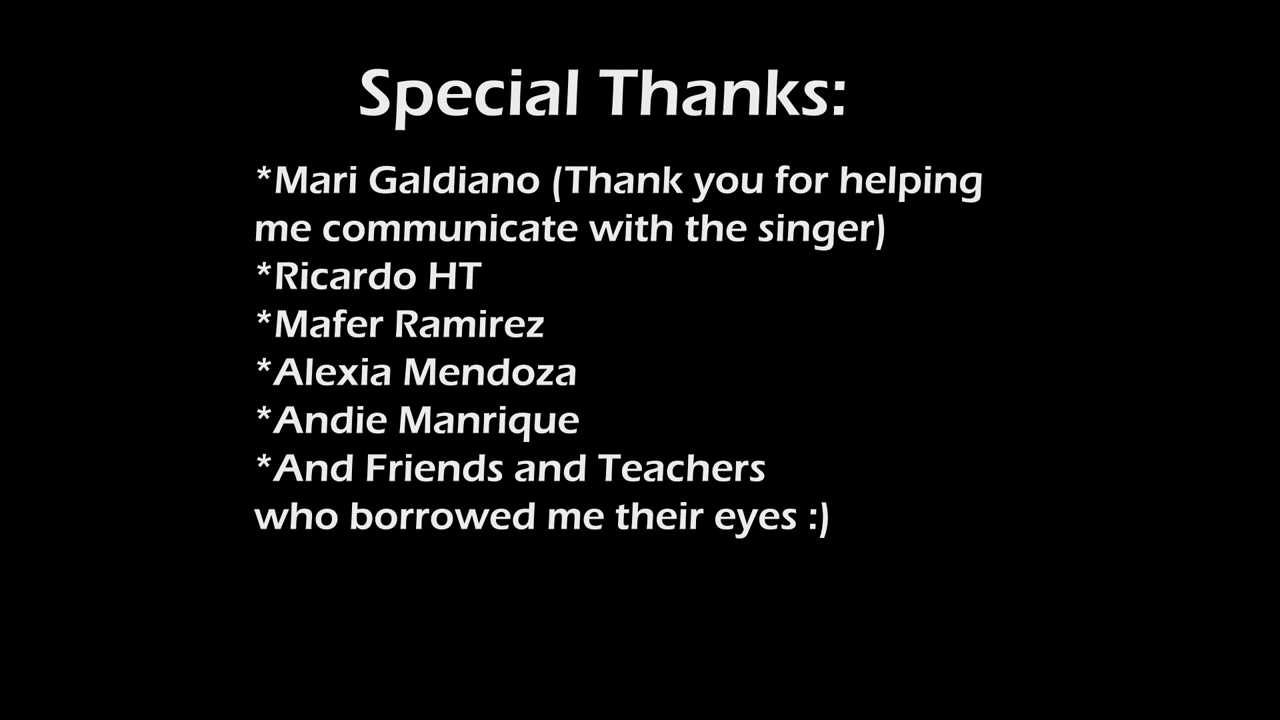 Special Thanks:
*Mari Galdiano (Thank you for helping
me communicate with the singer)
*Ricardo HT
*Mafer Ramirez
*Alexia Mendoza
*Andie Manrique
*And Friends and Teachers
who borrowed me their eyes :)